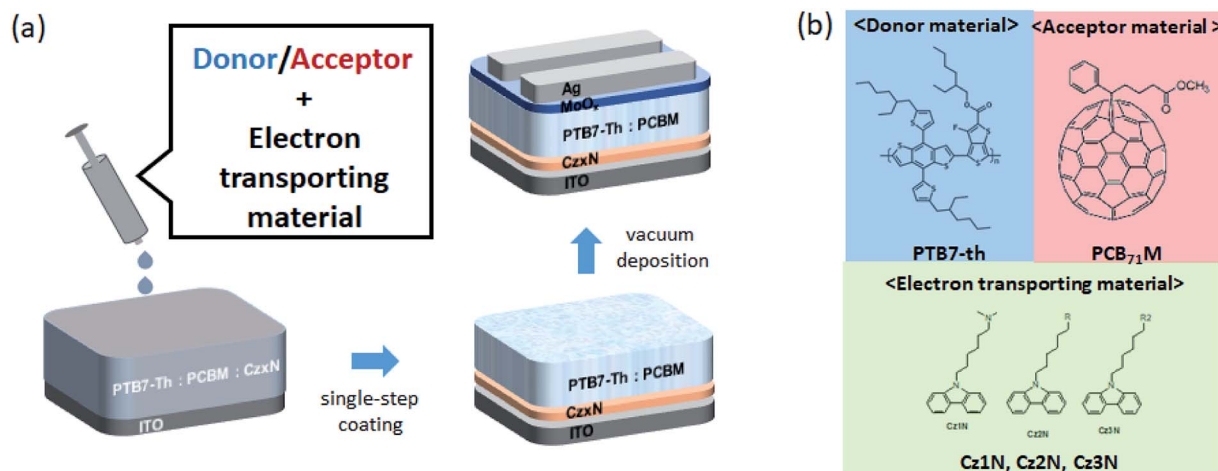 (a)
Donor/Acceptor
+
Electron
transporting
material
PTB7-Th : PCBM : CzxN
ITO
single-step
coating
PTB7-Th : PCBM
CzxN
ITO
vacuum
deposition
Ag
MoOₓ
PTB7-Th : PCBM
CzxN
ITO
(b)
<Donor material>
S
S
O
O
F
S
S
S
S
S
n
PTB7-th
<Acceptor material >
OCH₃
O
PCB₇₁M
<Electron transporting material>
N
N
Cz1N
R
N
Cz2N
R2
N
Cz3N
Cz1N, Cz2N, Cz3N